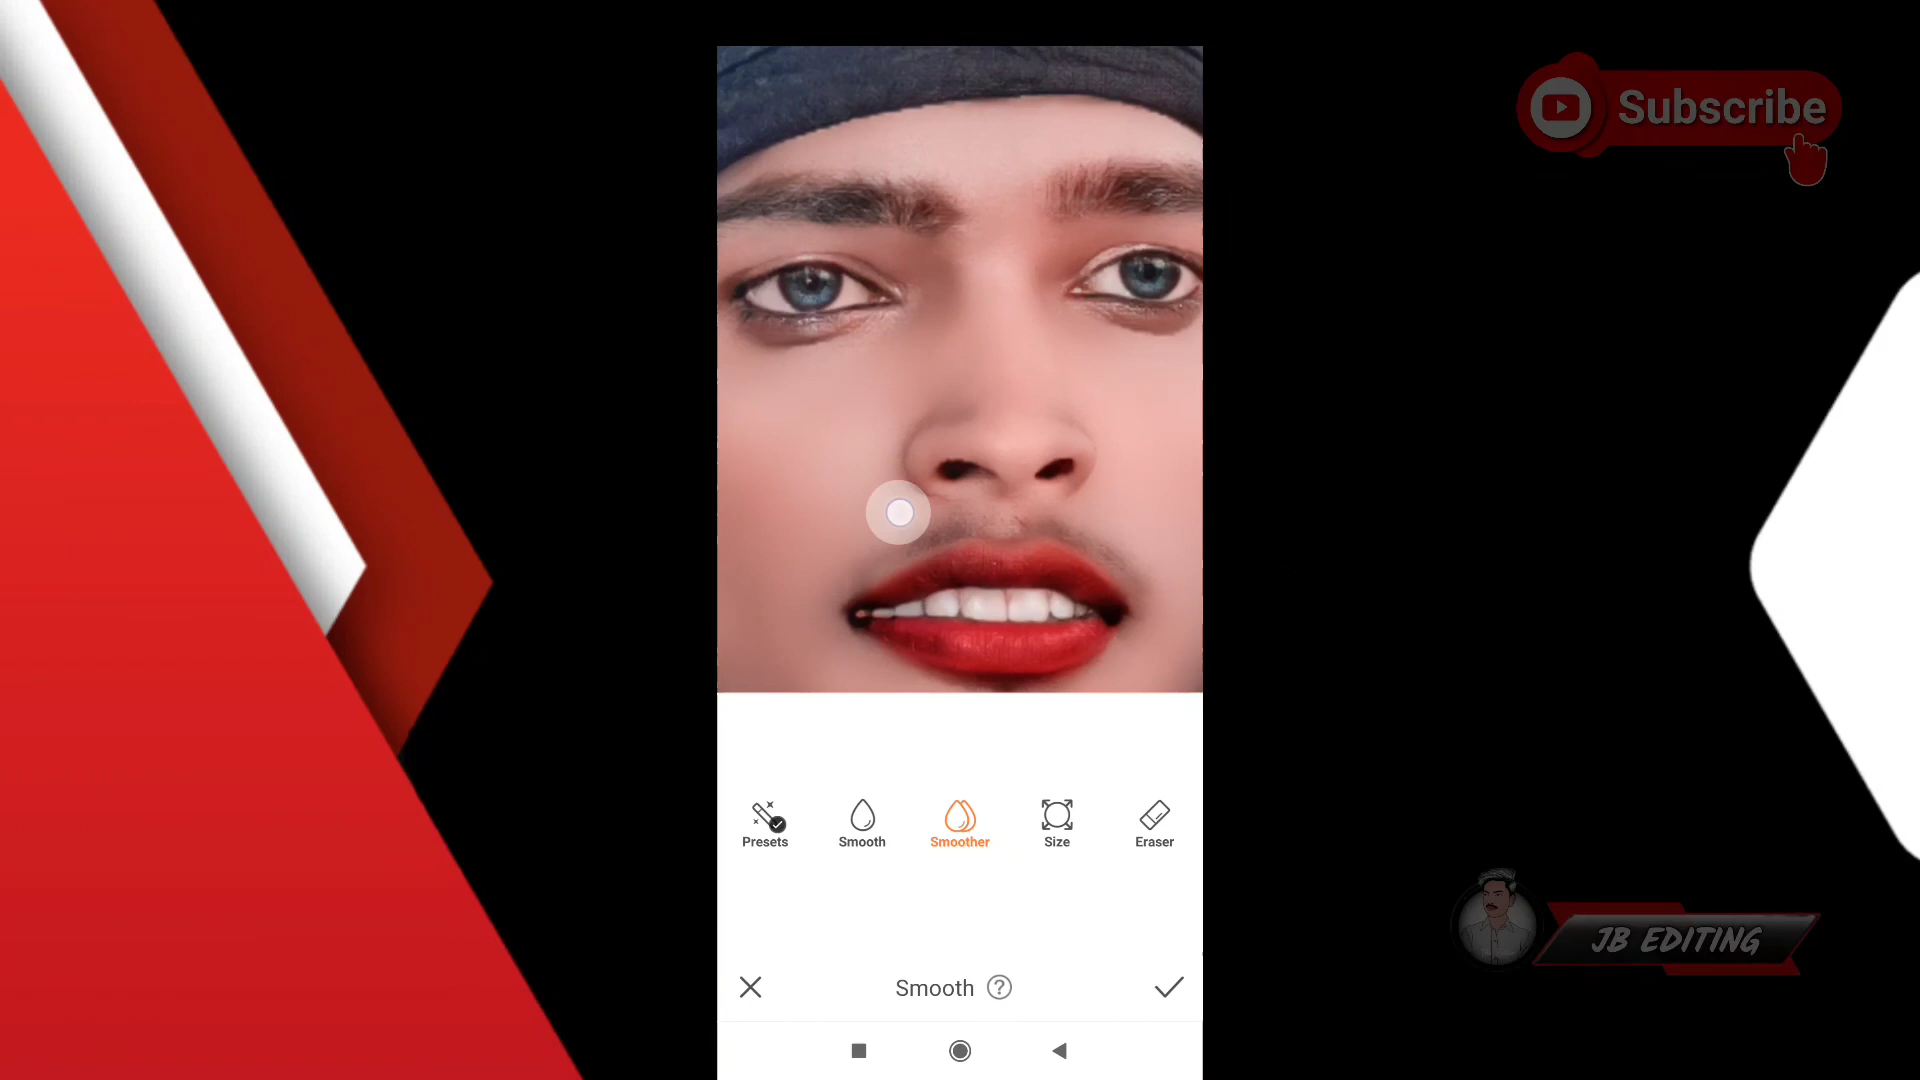 Subscribe
Presets
Smooth
Smoother
Size
Eraser
JB EDITING
Smooth ?